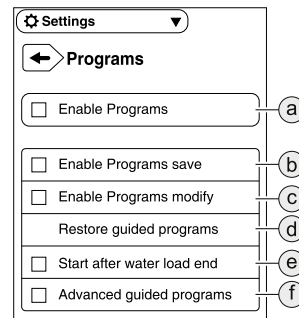 Settings
Programs
Enable Programs
a
Enable Programs save
b
Enable Programs modify
c
Restore guided programs
d
Start after water load end
e
Advanced guided programs
f